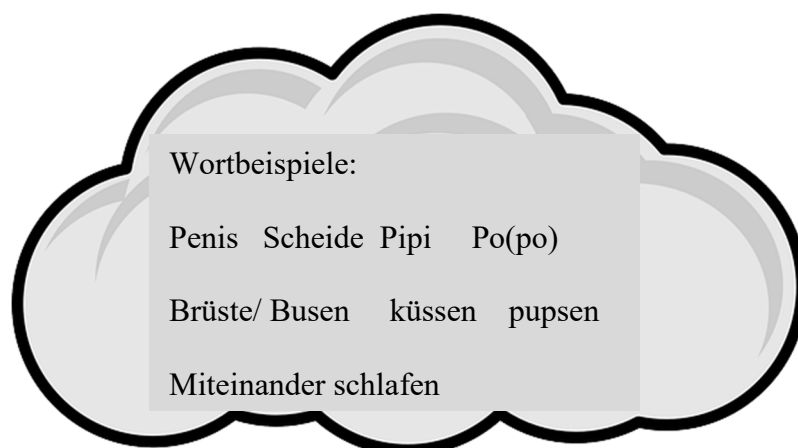 Wortbeispiele:
Penis Scheide Pipi Po(po)
Brüste/ Busen küssen pupsen
Miteinander schlafen